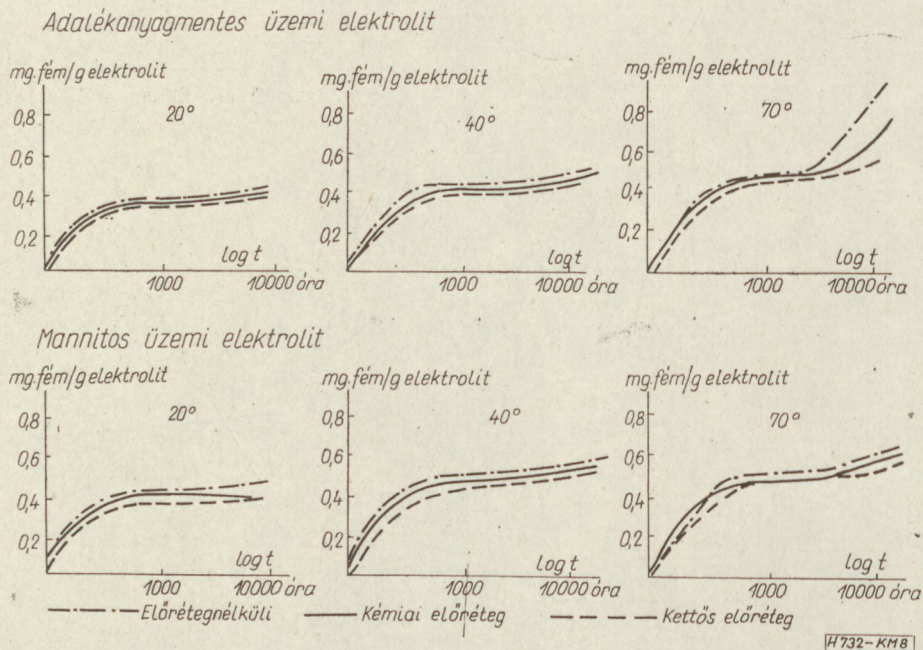 Adalékanyagmentes üzemi elektrolit
mg.fém/g elektrolit
20°
0,8
0,6
0,4
0,2
log t
1000
10000 óra
mg.fém/g elektrolit
40°
0,8
0,6
0,4
0,2
log t
1000
10000 óra
mg.fém/g elektrolit
70°
0,8
0,6
0,4
0,2
log t
1000
10000 óra
Mannitos üzemi elektrolit
mg.fém/g elektrolit
20°
0,8
0,6
0,4
0,2
log t
1000
10000 óra
mg.fém/g elektrolit
40°
0,8
0,6
0,4
0,2
log t
1000
10000 óra
mg.fém/g elektrolit
70°
0,8
0,6
0,4
0,2
log t
1000
10000 óra
Előrétegnélküli
Kémiai előréteg
Kettős előréteg
H732-KM8